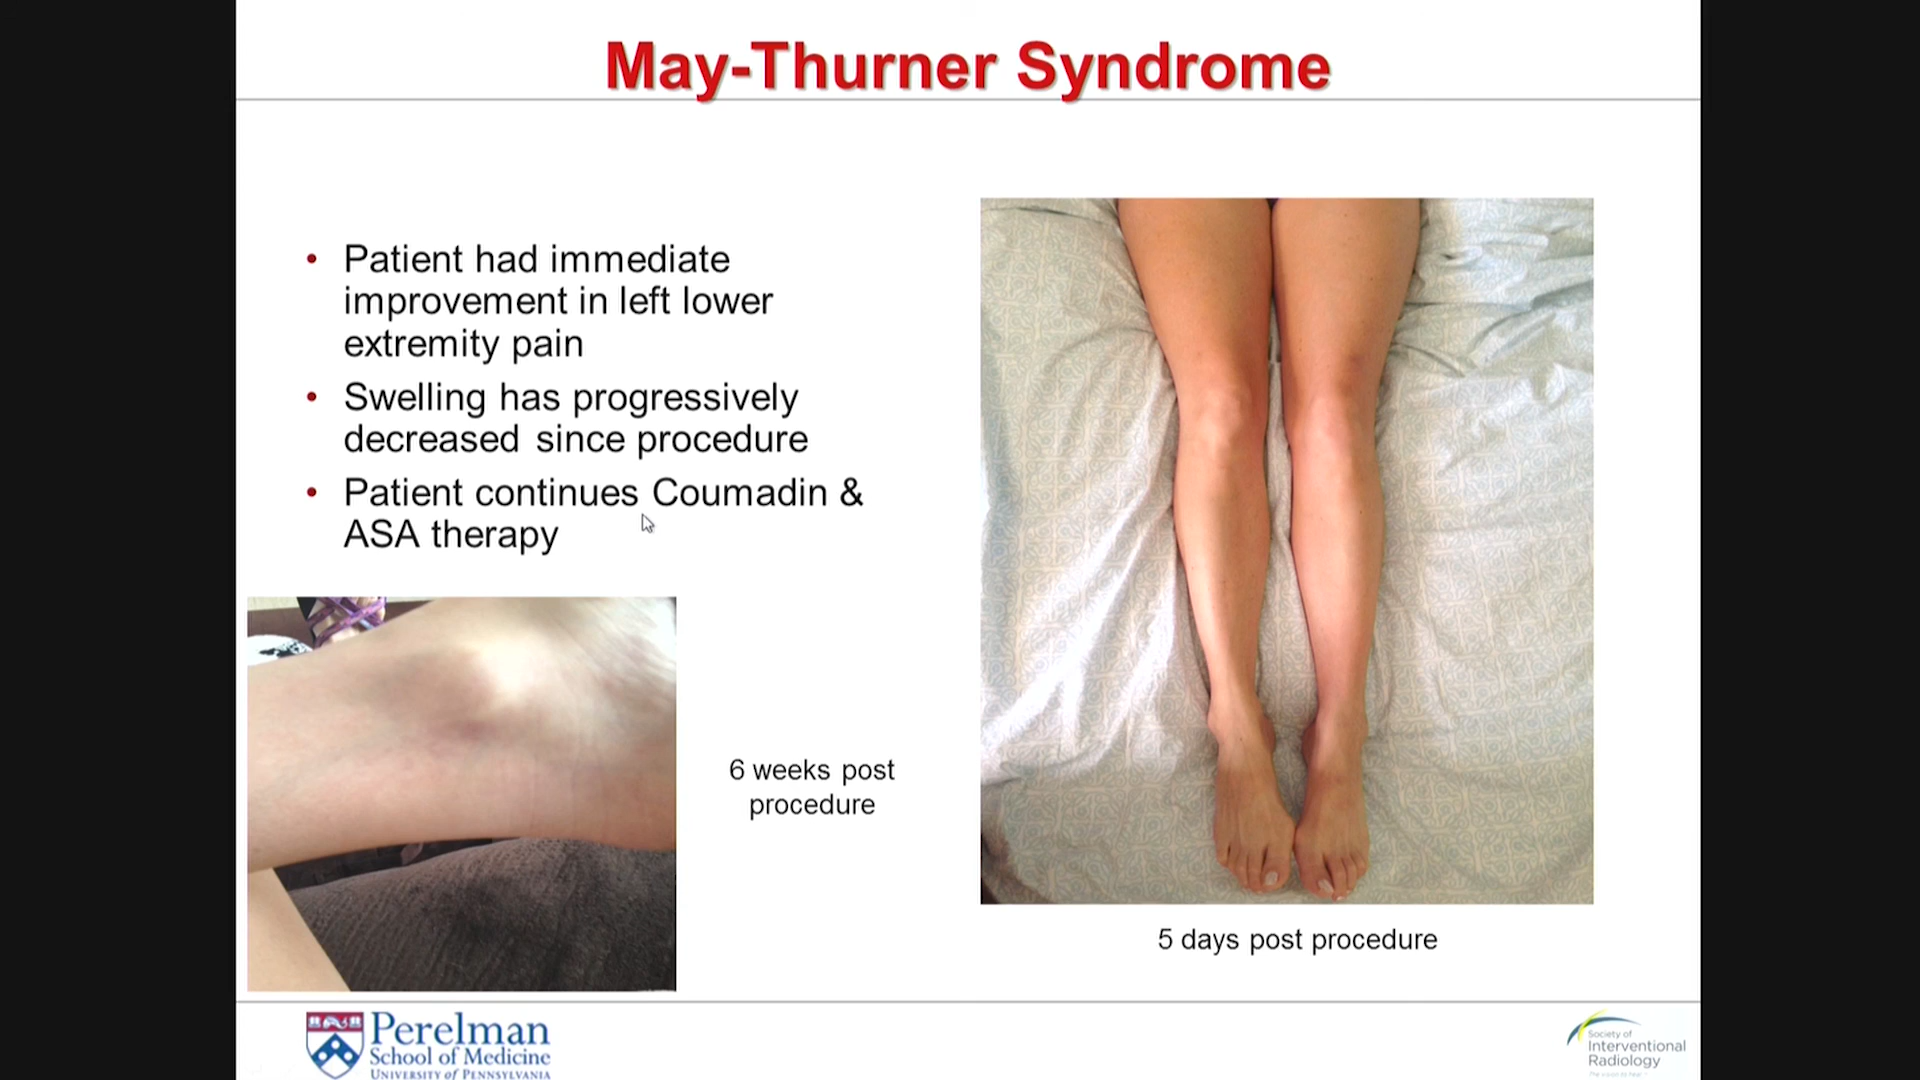 May-Thurner Syndrome
• Patient had immediate
improvement in left lower
extremity pain
• Swelling has progressively
decreased since procedure
• Patient continues Coumadin &
ASA therapy
6 weeks post
procedure
5 days post procedure
Perelman
School of Medicine
UNIVERSITY of PENNSYLVANIA
Society of
Interventional
Radiology